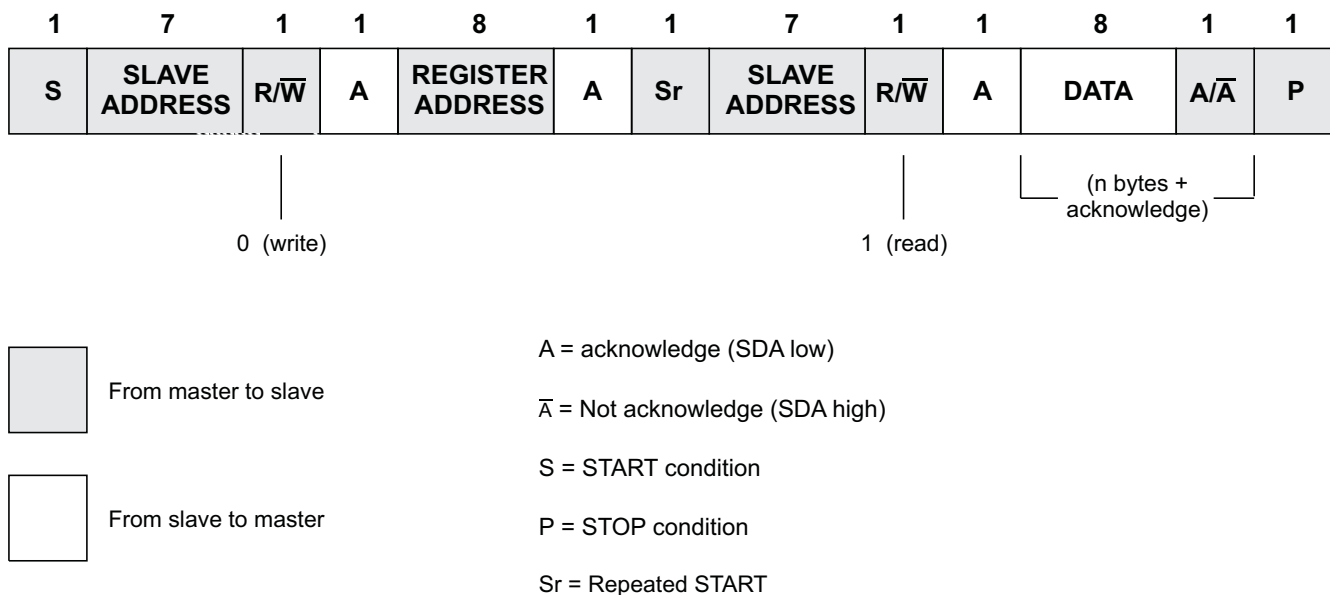 1 7 1 1 8 1 1 7 1 1 8 1 1
S SLAVE ADDRESS R/W̅ A REGISTER ADDRESS A Sr SLAVE ADDRESS R/W̅ A DATA A/A̅ P
(n bytes +
acknowledge)
0 (write)
1 (read)
From master to slave
From slave to master
A = acknowledge (SDA low)
A̅ = Not acknowledge (SDA high)
S = START condition
P = STOP condition
Sr = Repeated START